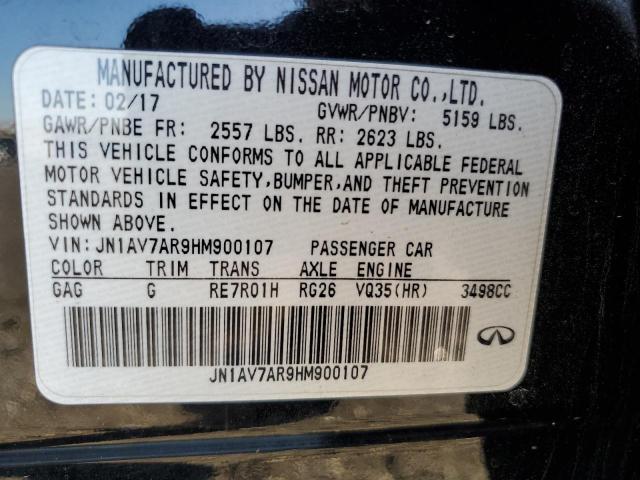 MANUFACTURED BY NISSAN MOTOR CO.,LTD.
DATE: 02/17 GVWR/PNBV: 5159 LBS.
GAWR/PNBE FR: 2557 LBS. RR: 2623 LBS.
THIS VEHICLE CONFORMS TO ALL APPLICABLE FEDERAL
MOTOR VEHICLE SAFETY,BUMPER,AND THEFT PREVENTION
STANDARDS IN EFFECT ON THE DATE OF MANUFACTURE
SHOWN ABOVE.
VIN: JN1AV7AR9HM900107 PASSENGER CAR
COLOR TRIM TRANS AXLE ENGINE
GAG G RE7R01H RG26 VQ35(HR) 3498CC
JN1AV7AR9HM900107